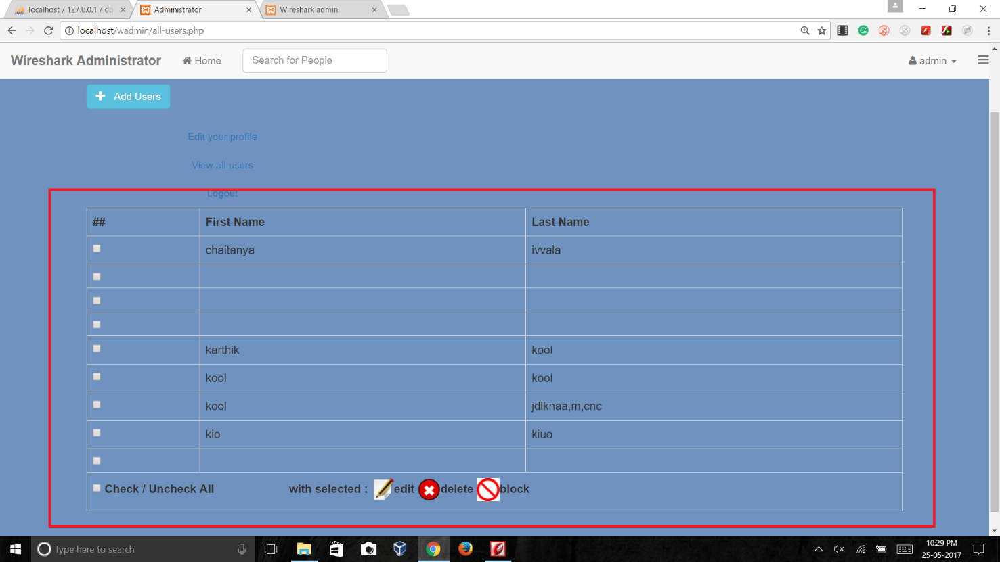 localhost / 127.0.0.1 / db
Administrator
Wireshark admin
localhost/wadmin/all-users.php
Wireshark Administrator
Home
Search for People
admin
Add Users
Edit your profile
View all users
Logout
## First Name Last Name
chaitanya ivvala
karthik kool
kool kool
kool jdlknaa,m,cnc
kio kiuo
Check / Uncheck All with selected : edit delete block
Type here to search
10:29 PM
25-05-2017